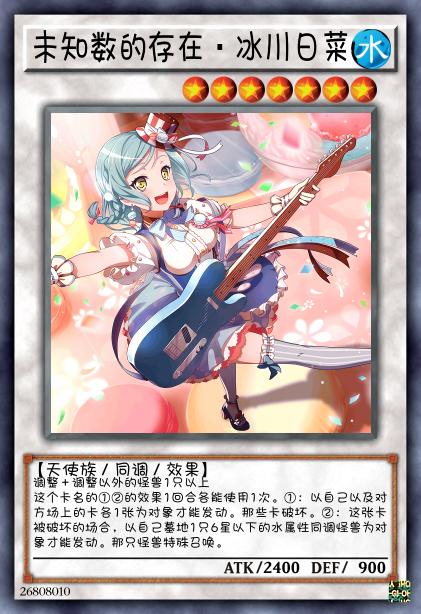 未知数的存在·冰川日菜
水
【天使族/同调/效果】
调整+调整以外的怪兽1只以上
这个卡名的①②的效果1回合各能使用1次。①:以自己以及对
方场上的卡各1张为对象才能发动。那些卡破坏。②:这张卡
被破坏的场合,以自己墓地1只6星以下的水属性同调怪兽为对
象才能发动。那只怪兽特殊召唤。
ATK/2400 DEF/ 900
26808010